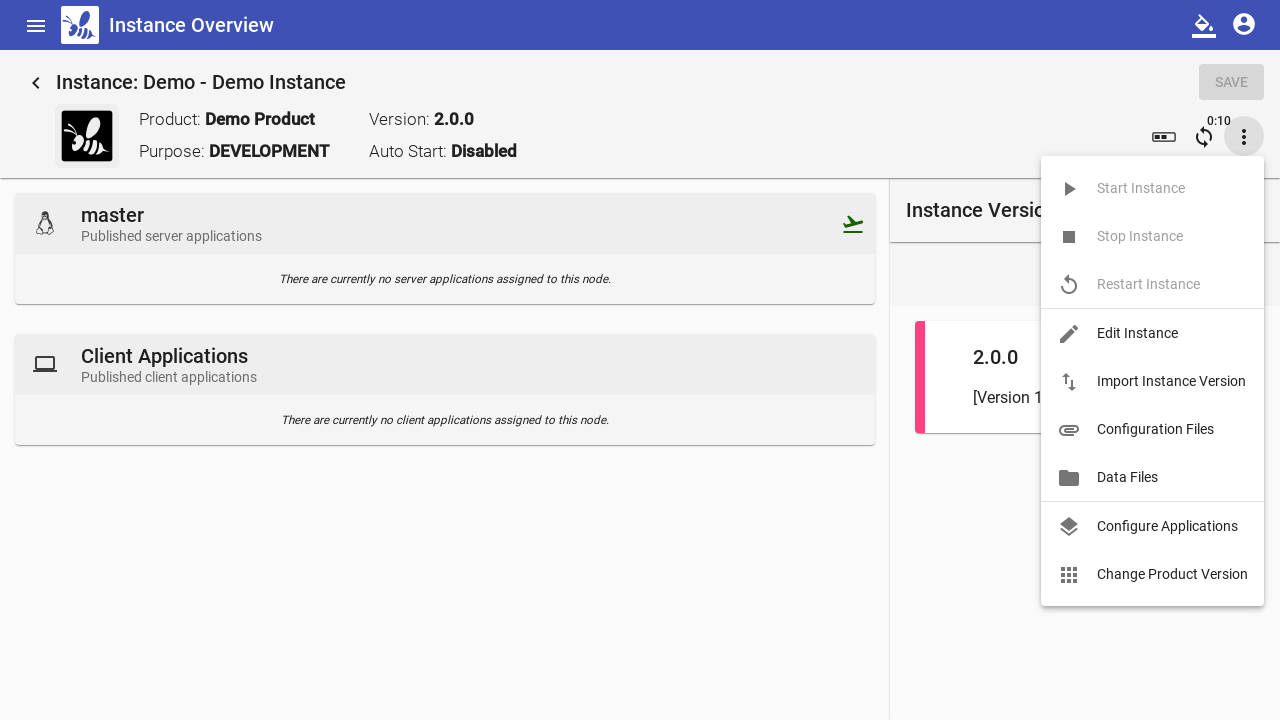 Instance Overview
Instance: Demo - Demo Instance
SAVE
Product: Demo Product
Version: 2.0.0
Purpose: DEVELOPMENT
Auto Start: Disabled
0:10
master
Published server applications
There are currently no server applications assigned to this node.
Client Applications
Published client applications
There are currently no client applications assigned to this node.
Instance Versio
2.0.0
[Version 1
Start Instance
Stop Instance
Restart Instance
Edit Instance
Import Instance Version
Configuration Files
Data Files
Configure Applications
Change Product Version